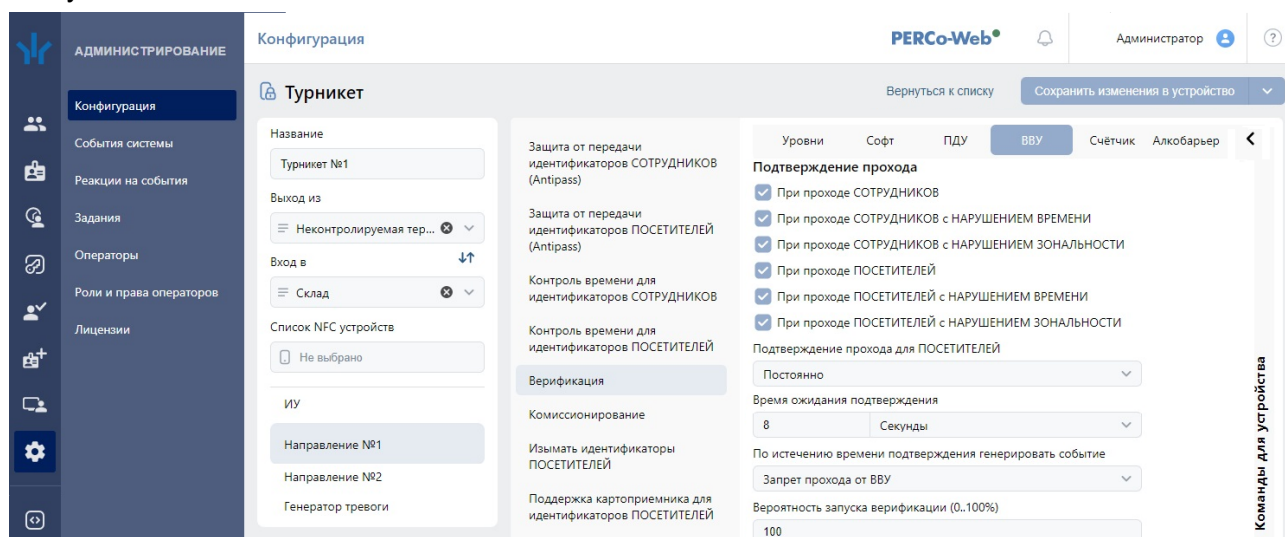 АДМИНИСТРИРОВАНИЕ
Конфигурация
События системы
Реакции на события
Задания
Операторы
Роли и права операторов
Лицензии
Конфигурация
PERCo-Web
Администратор
?
Турникет
Вернуться к списку
Сохранить изменения в устройство
Название
Турникет №1
Выход из
Неконтролируемая тер...
Вход в
Склад
Список NFC устройств
Не выбрано
ИУ
Направление №1
Направление №2
Генератор тревоги
Защита от передачи
идентификаторов СОТРУДНИКОВ
(Antipass)
Защита от передачи
идентификаторов ПОСЕТИТЕЛЕЙ
(Antipass)
Контроль времени для
идентификаторов СОТРУДНИКОВ
Контроль времени для
идентификаторов ПОСЕТИТЕЛЕЙ
Верификация
Комиссионирование
Изымать идентификаторы
ПОСЕТИТЕЛЕЙ
Поддержка картоприемника для
идентификаторов ПОСЕТИТЕЛЕЙ
Уровни Софт ПДУ ВВУ Счётчик Алкобарьер
Подтверждение прохода
При проходе СОТРУДНИКОВ
При проходе СОТРУДНИКОВ с НАРУШЕНИЕМ ВРЕМЕНИ
При проходе СОТРУДНИКОВ с НАРУШЕНИЕМ ЗОНАЛЬНОСТИ
При проходе ПОСЕТИТЕЛЕЙ
При проходе ПОСЕТИТЕЛЕЙ с НАРУШЕНИЕМ ВРЕМЕНИ
При проходе ПОСЕТИТЕЛЕЙ с НАРУШЕНИЕМ ЗОНАЛЬНОСТИ
Подтверждение прохода для ПОСЕТИТЕЛЕЙ
Постоянно
Время ожидания подтверждения
8 Секунды
По истечению времени подтверждения генерировать событие
Запрет прохода от ВВУ
Вероятность запуска верификации (0..100%)
100
Команды для устройства